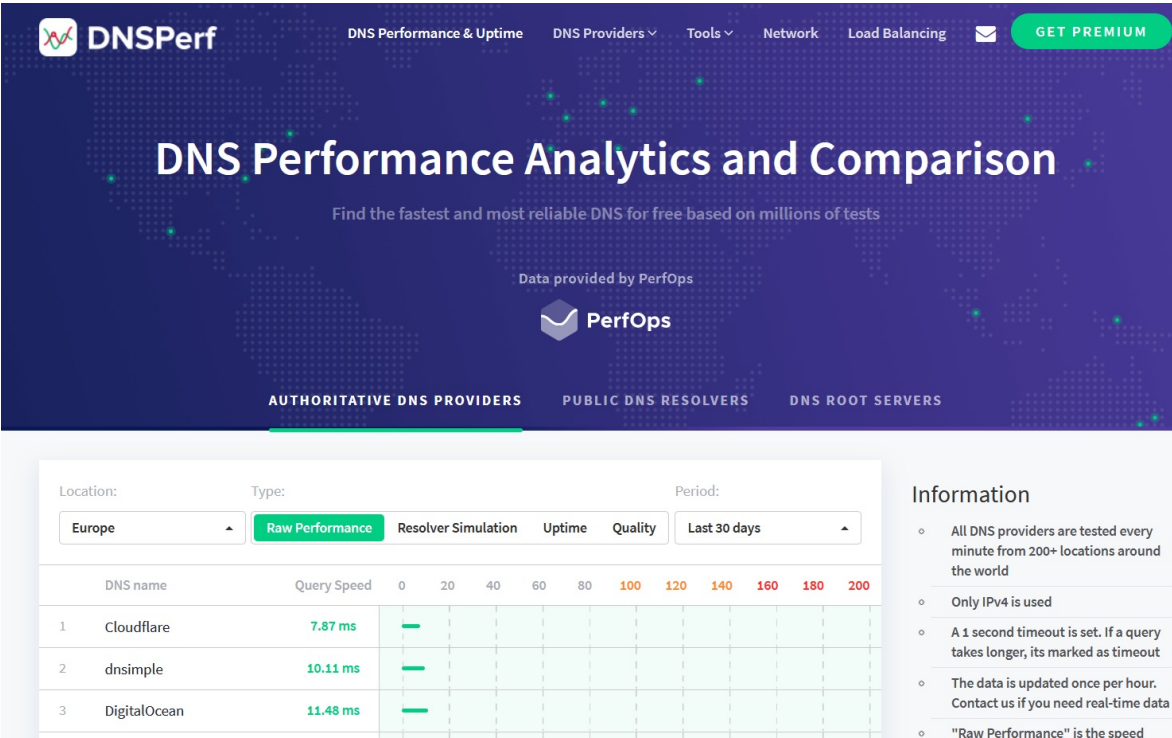 DNSPerf
DNS Performance & Uptime DNS Providers Tools Network Load Balancing GET PREMIUM
DNS Performance Analytics and Comparison
Find the fastest and most reliable DNS for free based on millions of tests
Data provided by PerfOps
PerfOps
AUTHORITATIVE DNS PROVIDERS PUBLIC DNS RESOLVERS DNS ROOT SERVERS
Location: Type: Period:
Europe Raw Performance Resolver Simulation Uptime Quality Last 30 days
DNS name Query Speed 0 20 40 60 80 100 120 140 160 180 200
1 Cloudflare 7.87 ms
2 dnsimple 10.11 ms
3 DigitalOcean 11.48 ms
Information
All DNS providers are tested every
minute from 200+ locations around
the world
Only IPv4 is used
A 1 second timeout is set. If a query
takes longer, its marked as timeout
The data is updated once per hour.
Contact us if you need real-time data
"Raw Performance" is the speed